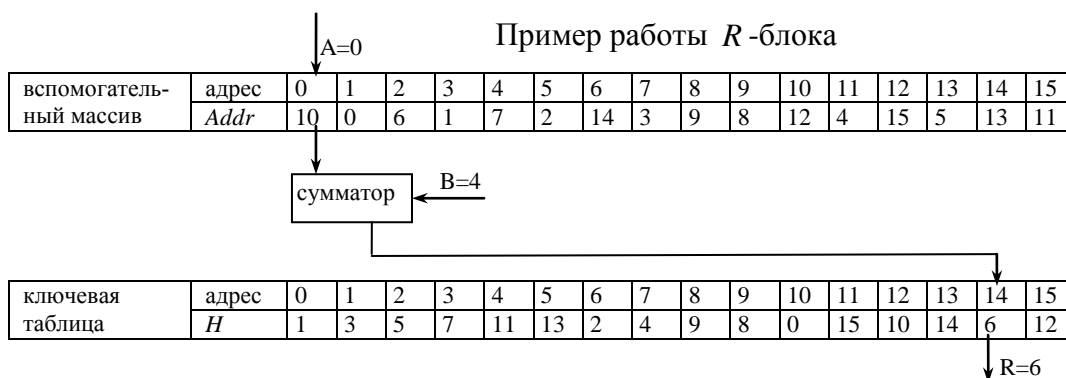 Пример работы R-блока
A=0
вспомогатель- адрес 0 1 2 3 4 5 6 7 8 9 10 11 12 13 14 15
ный массив Addr 10 0 6 1 7 2 14 3 9 8 12 4 15 5 13 11
сумматор B=4
ключевая адрес 0 1 2 3 4 5 6 7 8 9 10 11 12 13 14 15
таблица H 1 3 5 7 11 13 2 4 9 8 0 15 10 14 6 12
R=6